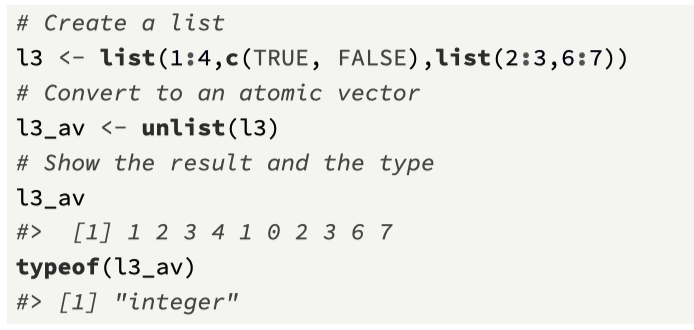 # Create a list
l3 <- list(1:4,c(TRUE, FALSE),list(2:3,6:7))
# Convert to an atomic vector
l3_av <- unlist(l3)
# Show the result and the type
l3_av
#>  [1] 1 2 3 4 1 0 2 3 6 7
typeof(l3_av)
#> [1] "integer"